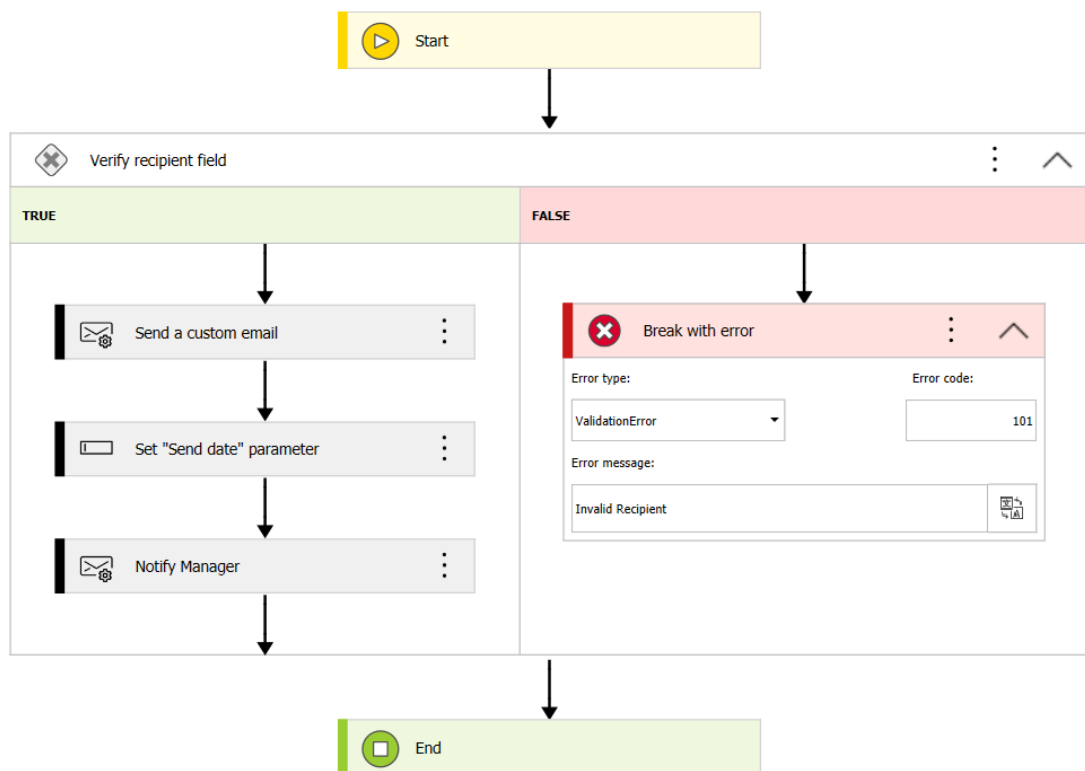 Start
Verify recipient field
TRUE
FALSE
Send a custom email
Set "Send date" parameter
Notify Manager
Break with error
Error type:
Error code:
ValidationError
101
Error message:
Invalid Recipient
End